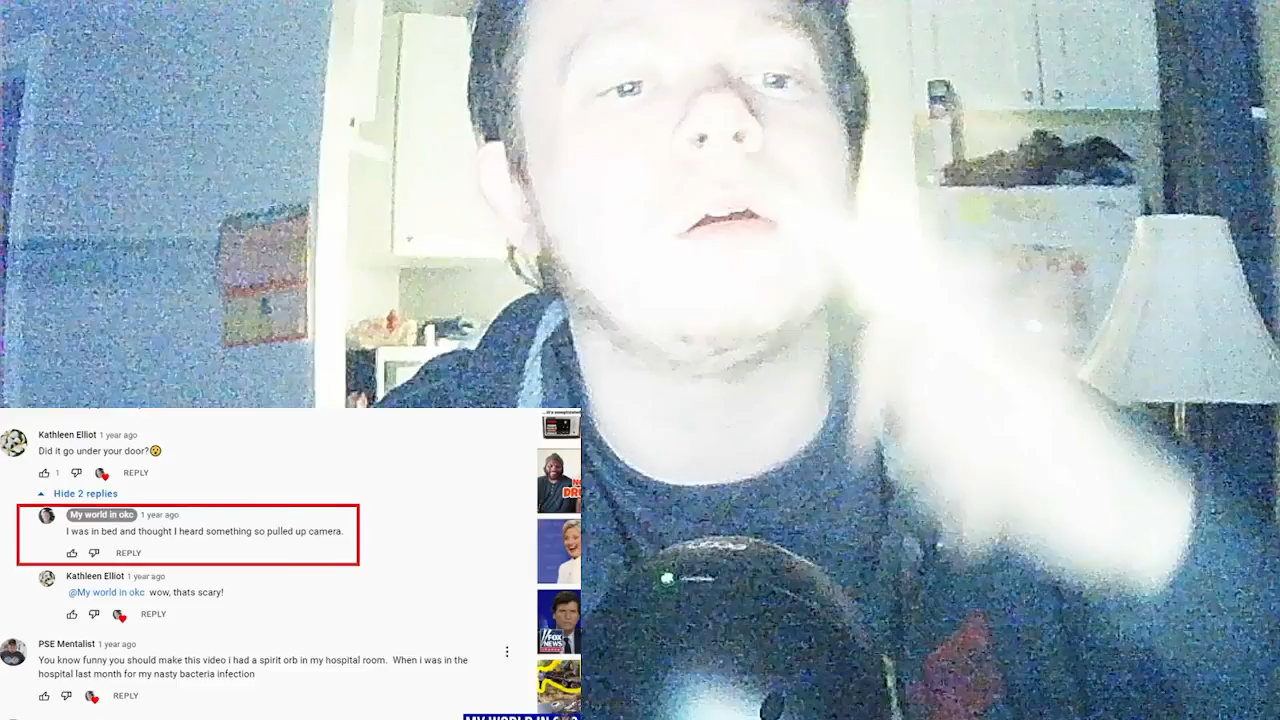 Kathleen Elliot 1 year ago
Did it go under your door?😮
1 REPLY
Hide 2 replies
My world in okc 1 year ago
I was in bed and thought I heard something so pulled up camera.
REPLY
Kathleen Elliot 1 year ago
@My world in okc wow, thats scary!
REPLY
PSE Mentalist 1 year ago
You know funny you should make this video i had a spirit orb in my hospital room. When i was in the
hospital last month for my nasty bacteria infection
REPLY
FOX
NEWS